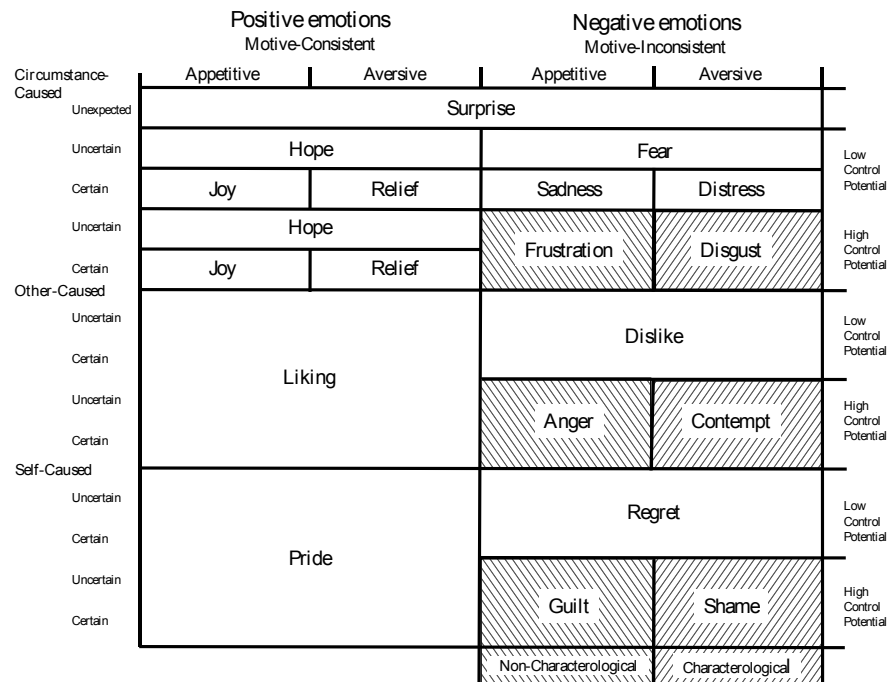 Positive emotions Negative emotions
Motive-Consistent Motive-Inconsistent
Circumstance-
Caused
Appetitive Aversive Appetitive Aversive
Unexpected Surprise
Uncertain Hope Fear
Low
Control
Potential
Certain Joy Relief Sadness Distress
Uncertain Hope
Frustration Disgust
High
Control
Potential
Certain Joy Relief
Other-Caused
Uncertain
Low
Control
Potential
Dislike
Certain
Liking
Uncertain
High
Control
Potential
Anger Contempt
Certain
Self-Caused
Uncertain
Low
Control
Potential
Regret
Certain
Pride
Uncertain
High
Control
Potential
Guilt Shame
Certain
Non-Characterological Characterological